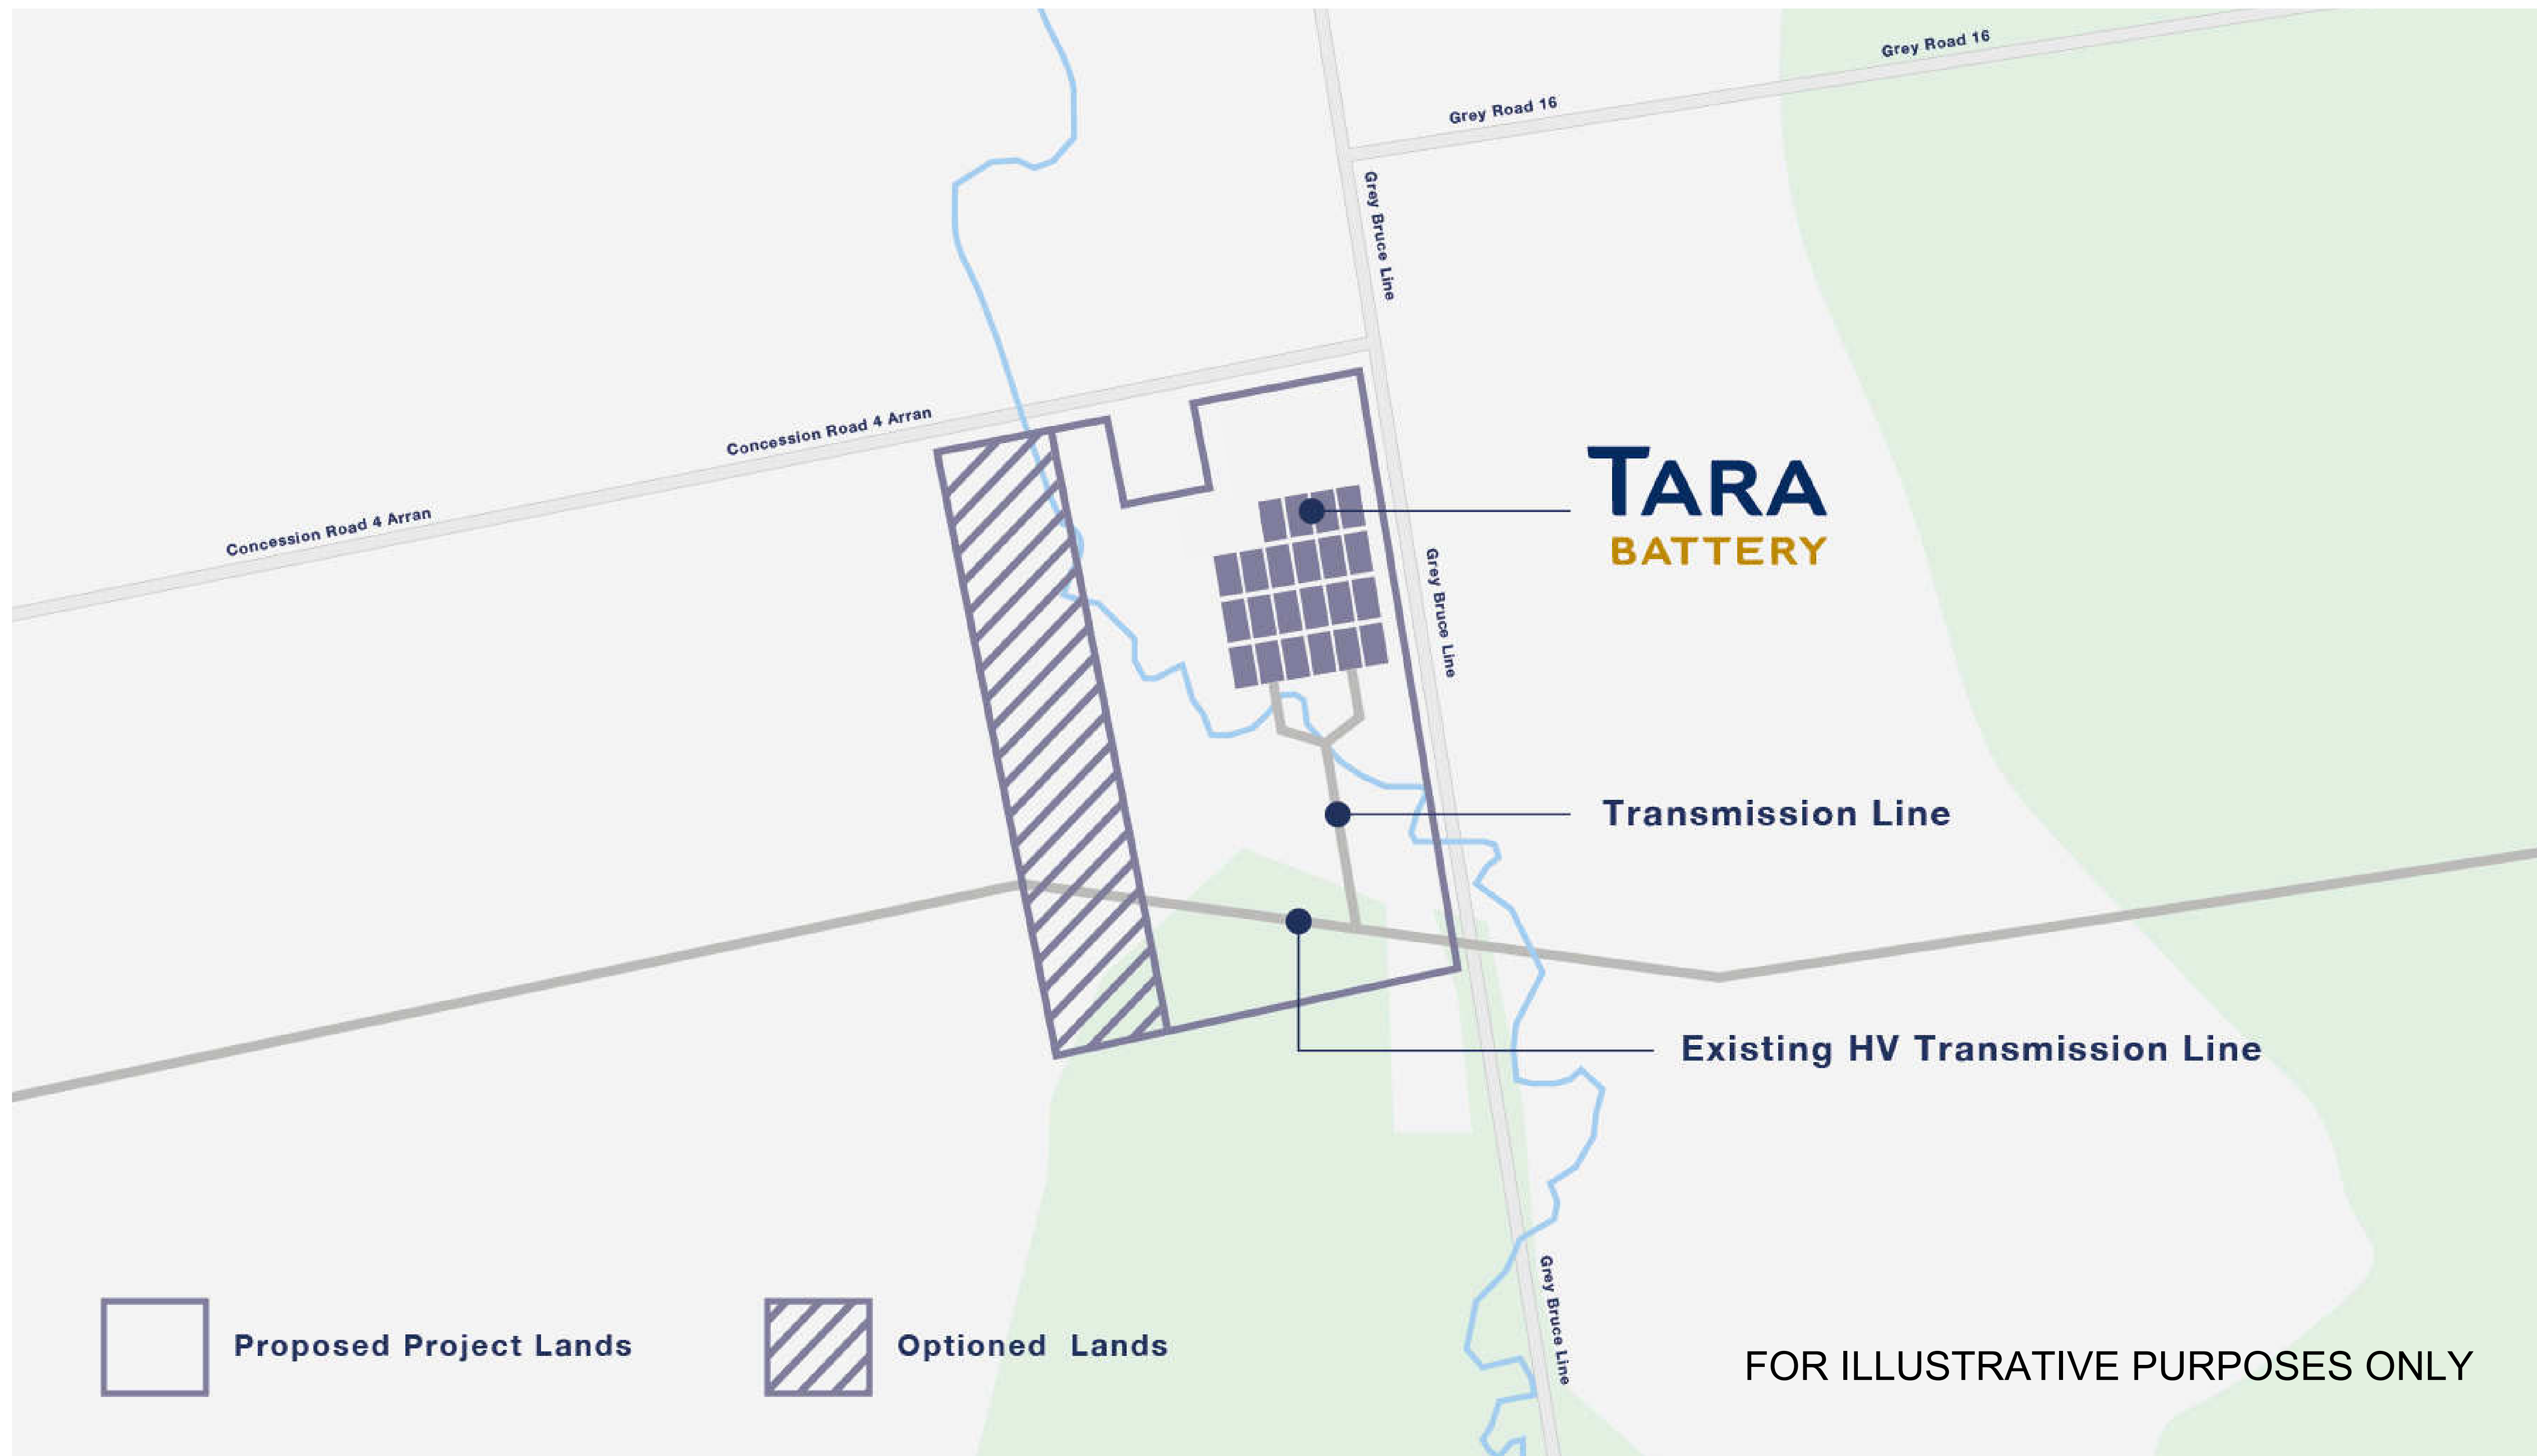 Grey Road 16
Grey Road 16
Grey Bruce Line
Concession Road 4 Arran
Concession Road 4 Arran
TARA
BATTERY
Grey Bruce Line
Transmission Line
Existing HV Transmission Line
Grey Bruce Line
Proposed Project Lands
Optioned Lands
FOR ILLUSTRATIVE PURPOSES ONLY